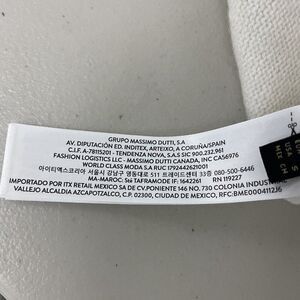 GRUPO MASSIMO DUTTI, S.A
AV. DIPUTACIÓN ED. INDITEX, ARTEIXO, A CORUÑA/SPAIN
C.I.F. A-78115201 - TENDENZA NOVA, S.A.S SIC 900.232.961
FASHION LOGISTICS LLC - MASSIMO DUTTI CANADA, INC CA56976
WORLD CLASS MODA S.A RUC 1792442621001
아이티엑스코리아 서울시 강남구 영동대로 511 트레이드센터 3층 080-500-6446
MA-MAROC: Sté TAFRAMODE IF: 1642261 RN 119227
IMPORTADO POR ITX RETAIL MEXICO SA DE CV.PONIENTE 146 NO. 730 COLONIA INDUSTRIAL
VALLEJO ALCALDIA AZCAPOTZALCO, C.P. 02300, CIUDAD DE MEXICO, RFC:BME0004112J6
USA
MEX